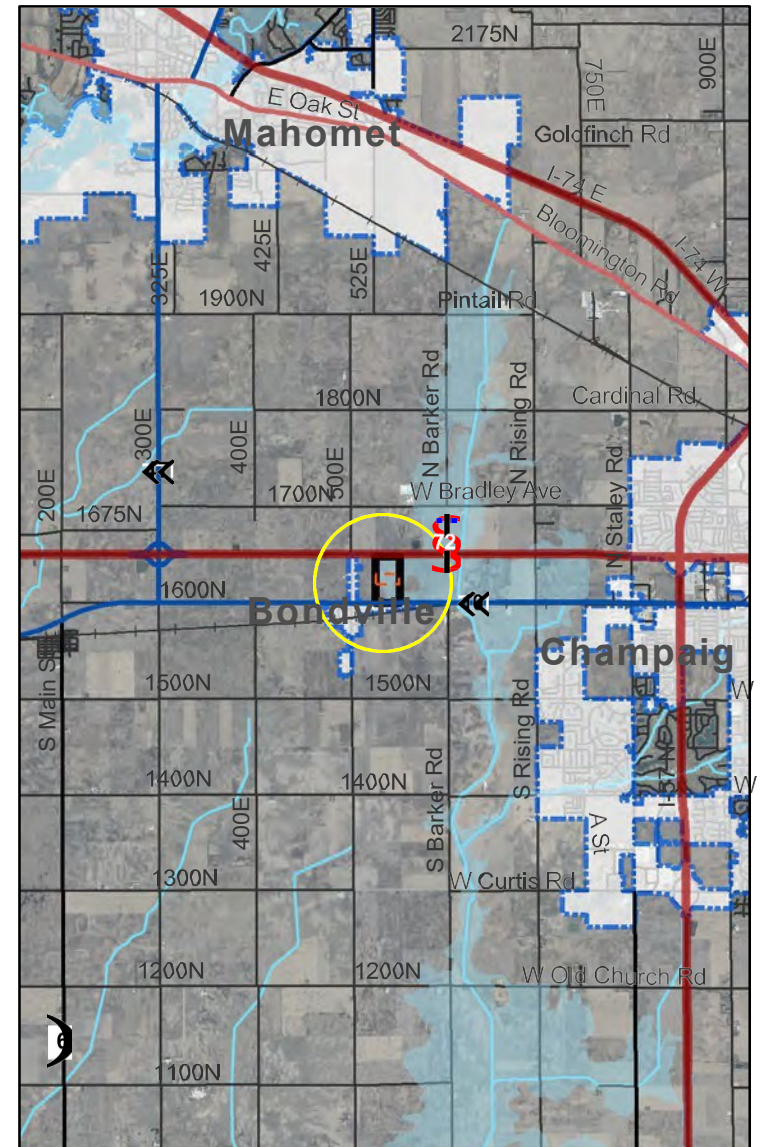 2175N
750E
900E
E Oak St
Mahomet
Goldfinch Rd
I-74 E
Bloomington Rd
I-74 W
425E
325E
525E
1900N
Pintail Rd
N Barker Rd
N Rising Rd
1800N
Cardinal Rd
300E
400E
500E
200E
1700N
W Bradley Ave
N Staley Rd
1675N
72
1600N
Bondville
Champaig
S Main St
1500N
1500N
W
S Rising Rd
I-57 N
1400N
1400N
W
S Barker Rd
400E
A St
W Curtis Rd
1300N
1200N
1200N
W Old Church Rd
6
1100N